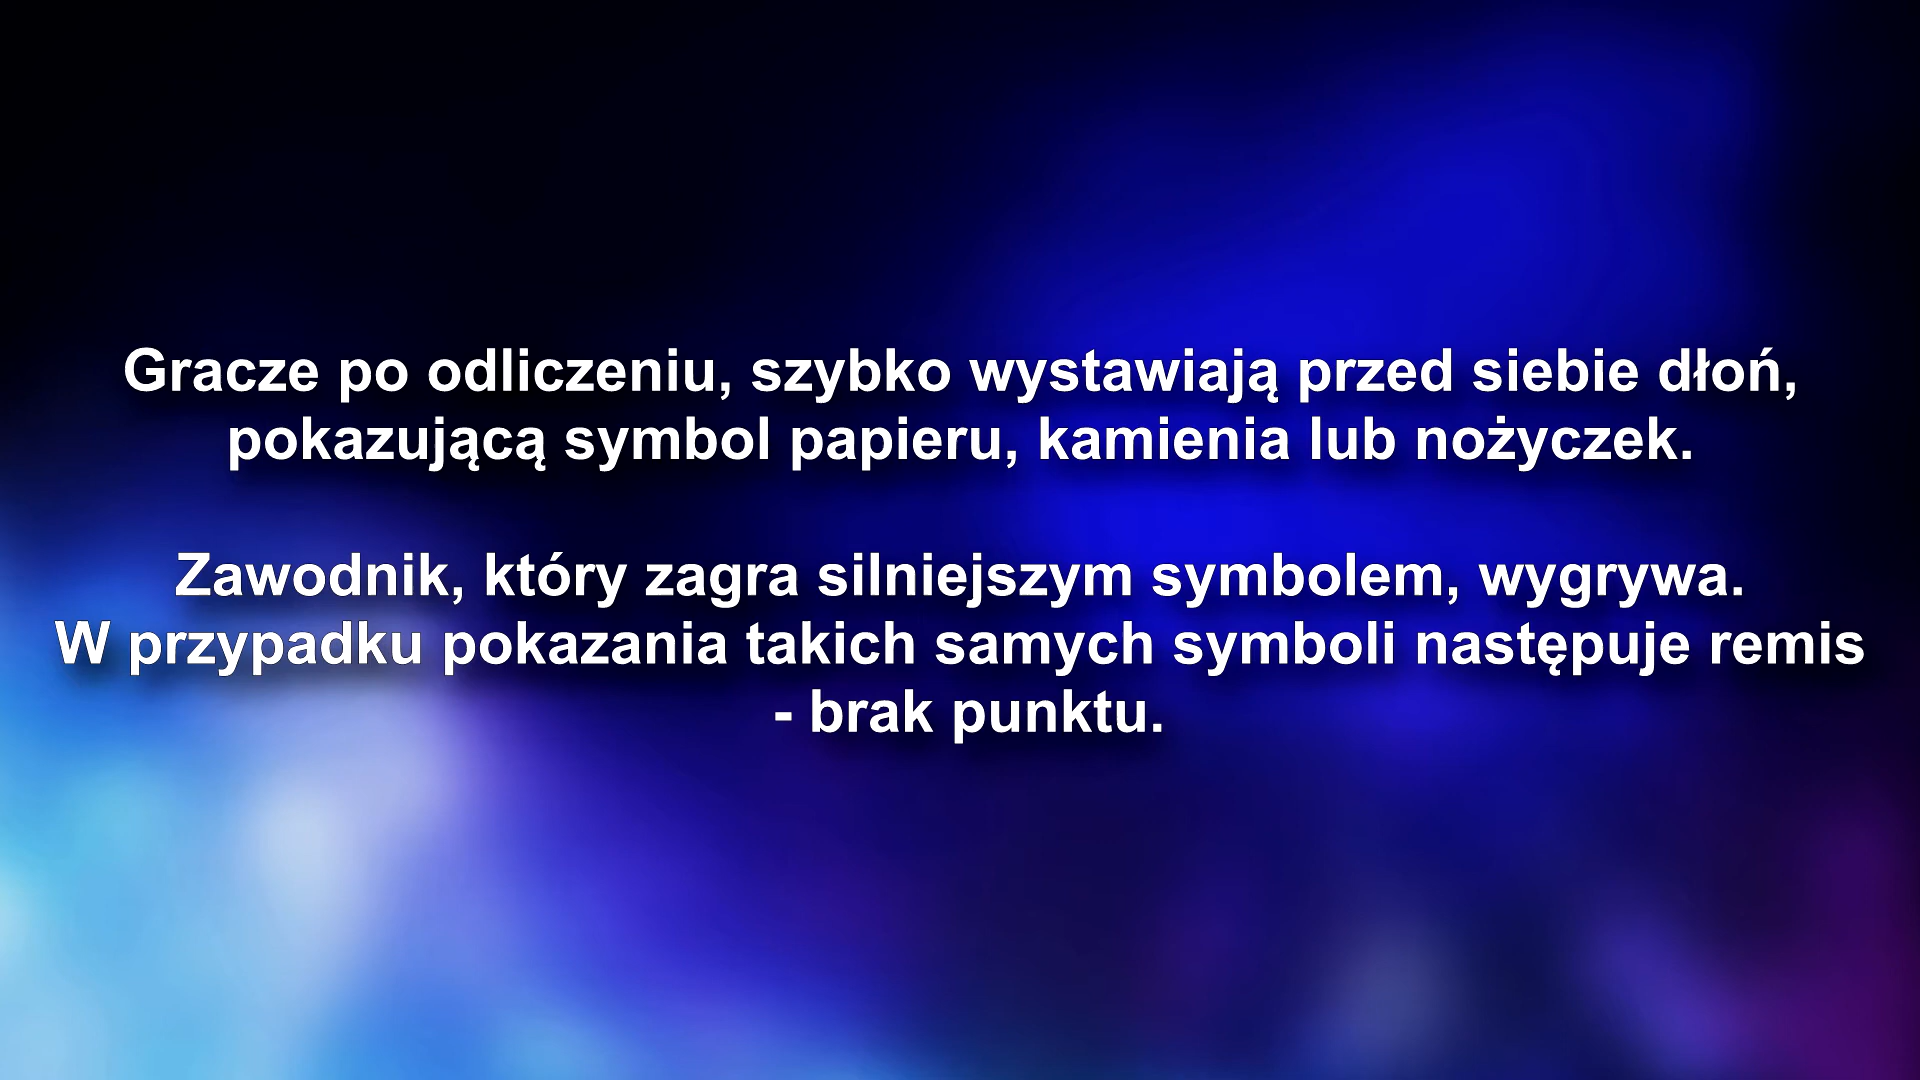 Gracze po odliczeniu, szybko wystawiają przed siebie dłoń,
pokazującą symbol papieru, kamienia lub nożyczek.
Zawodnik, który zagra silniejszym symbolem, wygrywa.
W przypadku pokazania takich samych symboli następuje remis
- brak punktu.